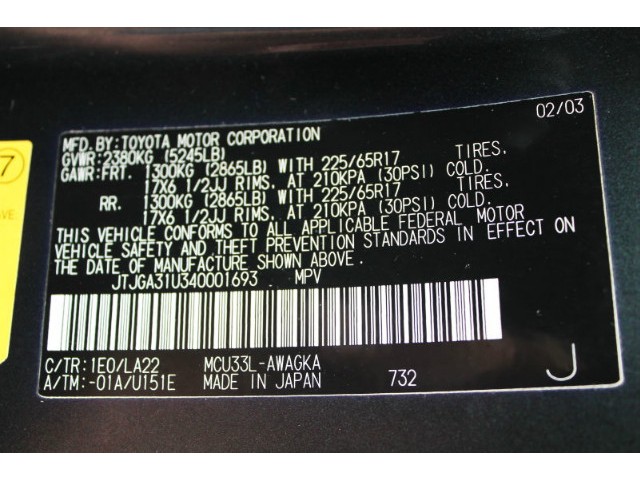 02/03
MFD.BY:TOYOTA MOTOR CORPORATION
GVWR:2380KG (5245LB)
GAWR:FRT. 1300KG (2865LB) WITH 225/65R17 TIRES,
17X6 1/2JJ RIMS, AT 210KPA (30PSI) COLD.
RR. 1300KG (2865LB) WITH 225/65R17 TIRES,
17X6 1/2JJ RIMS, AT 210KPA (30PSI) COLD.
THIS VEHICLE CONFORMS TO ALL APPLICABLE FEDERAL MOTOR
VEHICLE SAFETY AND THEFT PREVENTION STANDARDS IN EFFECT ON
THE DATE OF MANUFACTURE SHOWN ABOVE.
JTJGA31U340001693 MPV
C/TR:1E0/LA22 MCU33L-AWAGKA
A/TM:-01A/U151E MADE IN JAPAN 732 J
7